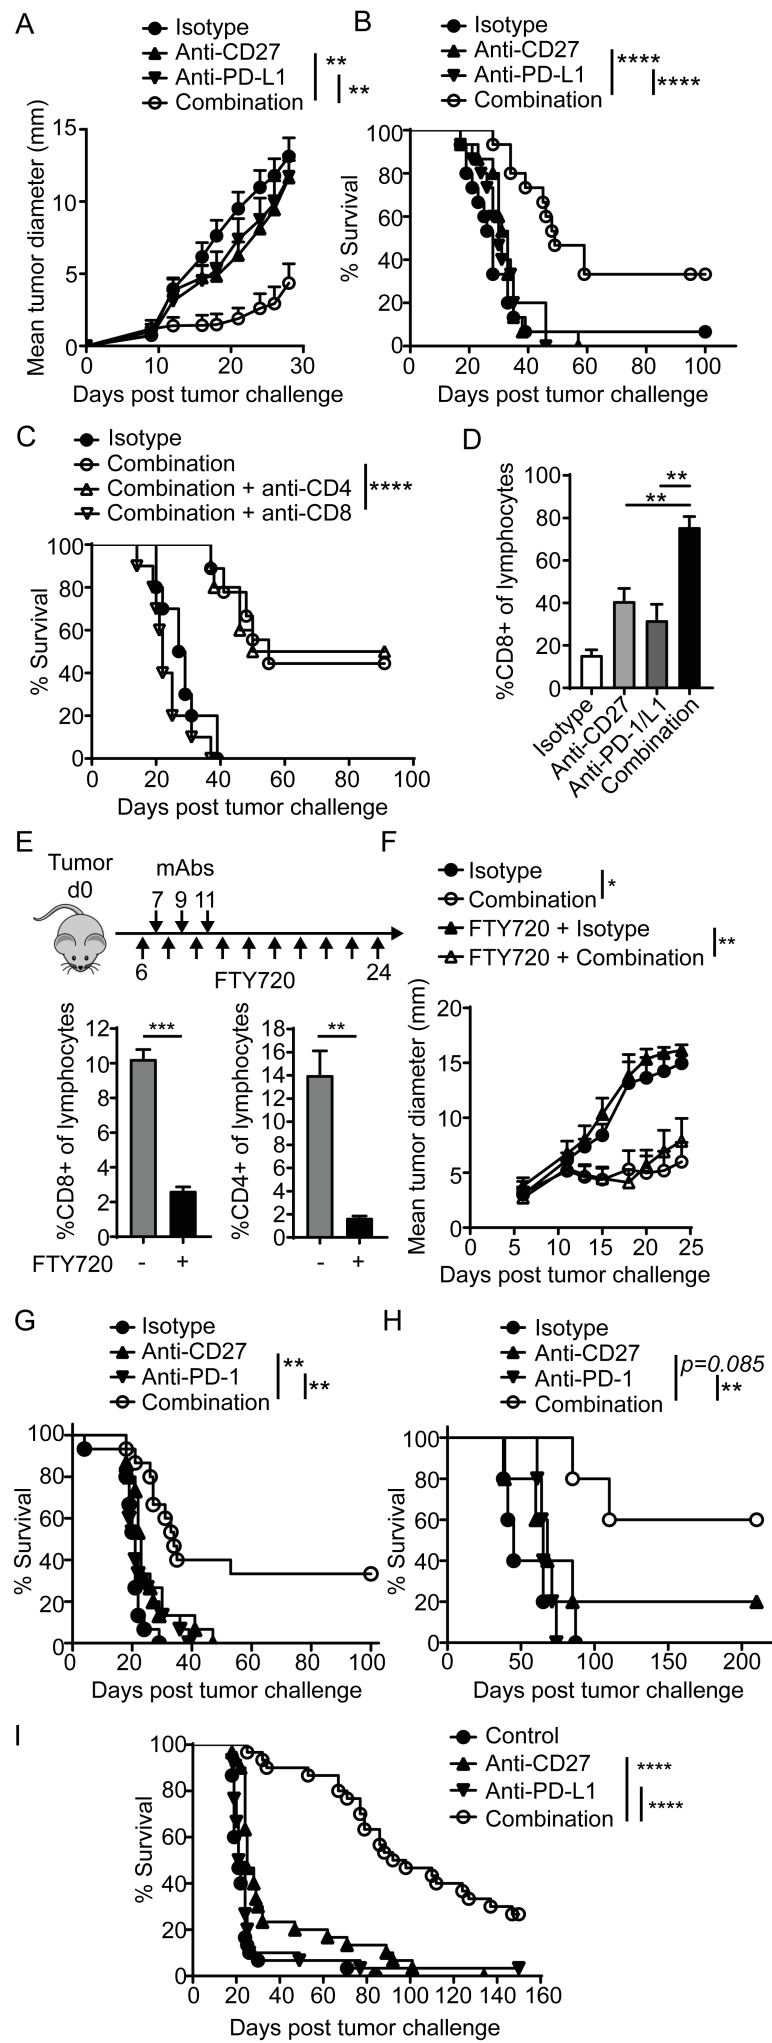 A
Isotype
Anti-CD27
Anti-PD-L1
Combination
**
**
Mean tumor diameter (mm)
15
10
5
0
0 10 20 30
Days post tumor challenge
B
Isotype
Anti-CD27
Anti-PD-L1
Combination
****
****
% Survival
100
80
60
40
20
0
0 20 40 60 80 100
Days post tumor challenge
C
Isotype
Combination
Combination + anti-CD4
Combination + anti-CD8
****
% Survival
100
80
60
40
20
0
0 20 40 60 80 100
Days post tumor challenge
D
%CD8+ of lymphocytes
100
80
60
40
20
0
**
**
Isotype
Anti-CD27
Anti-PD-1/L1
Combination
E
Tumor
d0
mAbs
7 9 11
6 FTY720 24
%CD8+ of lymphocytes
12
10
8
6
4
2
0
***
%CD4+ of lymphocytes
18
16
14
12
10
8
6
4
2
0
**
FTY720 - + - +
F
Isotype
Combination
FTY720 + Isotype
FTY720 + Combination
*
**
Mean tumor diameter (mm)
20
15
10
5
0
0 5 10 15 20 25
Days post tumor challenge
G
Isotype
Anti-CD27
Anti-PD-1
Combination
**
**
% Survival
100
80
60
40
20
0
0 20 40 60 80 100
Days post tumor challenge
H
Isotype
Anti-CD27
Anti-PD-1
Combination
p=0.085
**
% Survival
100
80
60
40
20
0
0 50 100 150 200
Days post tumor challenge
I
Control
Anti-CD27
Anti-PD-L1
Combination
****
****
% Survival
100
80
60
40
20
0
0 20 40 60 80 100 120 140 160
Days post tumor challenge